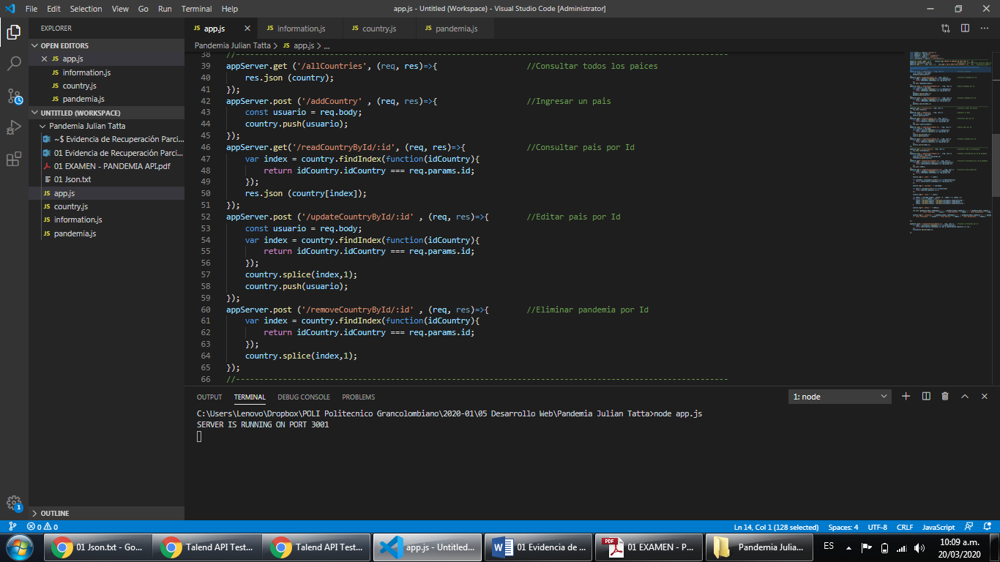 File Edit Selection View Go Run Terminal Help
app.js - Untitled (Workspace) - Visual Studio Code [Administrator]
EXPLORER
OPEN EDITORS
JS app.js
JS information.js
JS country.js
JS pandemia.js
UNTITLED (WORKSPACE)
Pandemia Julian Tatta
~$ Evidencia de Recuperación Parci...
01 Evidencia de Recuperación Parci...
01 EXAMEN - PANDEMIA API.pdf
01 Json.txt
JS app.js
JS country.js
JS information.js
JS pandemia.js
OUTLINE
1
JS app.js JS information.js JS country.js JS pandemia.js
Pandemia Julian Tatta > JS app.js > ...
38 //---------------------------------------------------------------------------------------------------------
39 appServer.get ('/allCountries', (req, res)=>{ //Consultar todos los paices
40 res.json (country);
41 });
42 appServer.post ('/addCountry' , (req, res)=>{ //Ingresar un pais
43 const usuario = req.body;
44 country.push(usuario);
45 });
46 appServer.get('/readCountryById/:id', (req, res)=>{ //Consultar pais por Id
47 var index = country.findIndex(function(idCountry){
48 return idCountry.idCountry === req.params.id;
49 });
50 res.json (country[index]);
51 });
52 appServer.post ('/updateCountryById/:id' , (req, res)=>{ //Editar pais por Id
53 const usuario = req.body;
54 var index = country.findIndex(function(idCountry){
55 return idCountry.idCountry === req.params.id;
56 });
57 country.splice(index,1);
58 country.push(usuario);
59 });
60 appServer.post ('/removeCountryById/:id' , (req, res)=>{ //Eliminar pandemia por Id
61 var index = country.findIndex(function(idCountry){
62 return idCountry.idCountry === req.params.id;
63 });
64 country.splice(index,1);
65 });
66 //---------------------------------------------------------------------------------------------------------
OUTPUT TERMINAL DEBUG CONSOLE PROBLEMS
1: node
C:\Users\Lenovo\Dropbox\POLI Politecnico Grancolombiano\2020-01\05 Desarrollo Web\Pandemia Julian Tatta>node app.js
SERVER IS RUNNING ON PORT 3001
0 0
Ln 14, Col 1 (128 selected) Spaces: 4 UTF-8 CRLF JavaScript
01 Json.txt - Go...
Talend API Test...
Talend API Test...
app.js - Untitled...
01 Evidencia de ...
PDF 01 EXAMEN - P...
Pandemia Julia...
ES
10:09 a.m.
20/03/2020